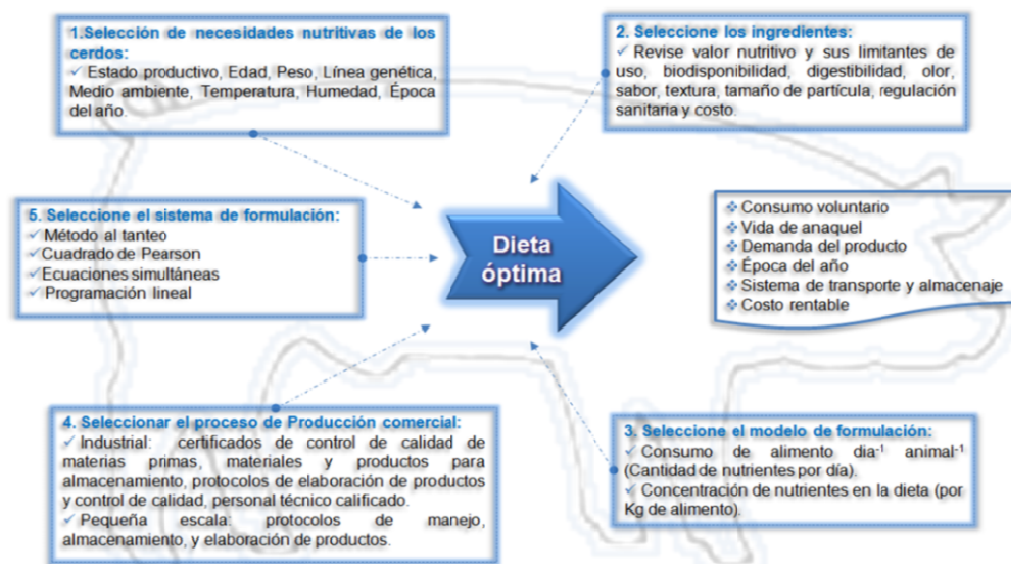 1.Selección de necesidades nutritivas de los
cerdos:
✓ Estado productivo, Edad, Peso, Línea genética,
Medio ambiente, Temperatura, Humedad, Época
del año.
2. Seleccione los ingredientes:
✓ Revise valor nutritivo y sus limitantes de
uso, biodisponibilidad, digestibilidad, olor,
sabor, textura, tamaño de partícula, regulación
sanitaria y costo.
5. Seleccione el sistema de formulación:
✓ Método al tanteo
✓ Cuadrado de Pearson
✓ Ecuaciones simultáneas
✓ Programación lineal
Dieta
óptima
❖ Consumo voluntario
❖ Vida de anaquel
❖ Demanda del producto
❖ Época del año
❖ Sistema de transporte y almacenaje
❖ Costo rentable
4. Seleccionar el proceso de Producción comercial:
✓ Industrial: certificados de control de calidad de
materias primas, materiales y productos para
almacenamiento, protocolos de elaboración de productos
y control de calidad, personal técnico calificado.
✓ Pequeña escala: protocolos de manejo,
almacenamiento, y elaboración de productos.
3. Seleccione el modelo de formulación:
✓ Consumo de alimento dia⁻¹ animal⁻¹
(Cantidad de nutrientes por día).
✓ Concentración de nutrientes en la dieta (por
Kg de alimento).